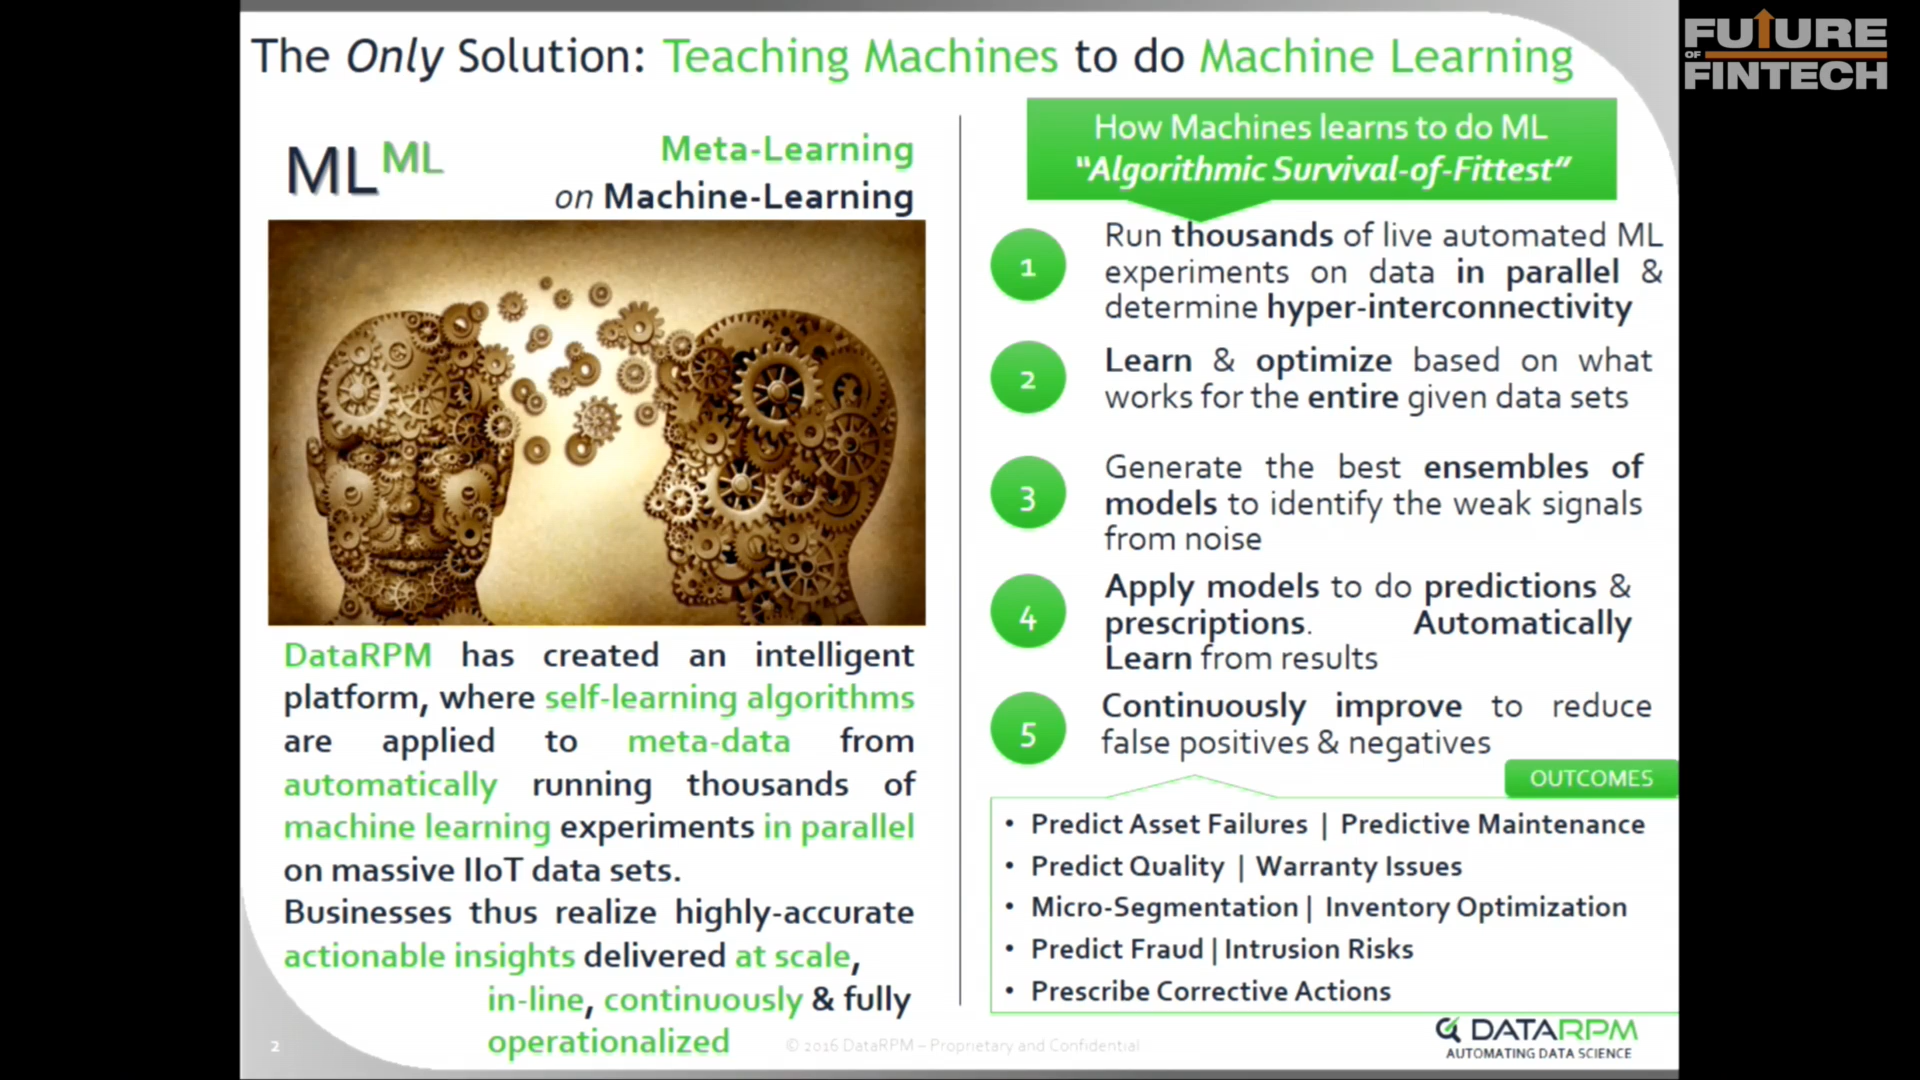 The Only Solution: Teaching Machines to do Machine Learning
FUTURE
OF
FINTECH
ML ML
Meta-Learning
on Machine-Learning
DataRPM has created an intelligent
platform, where self-learning algorithms
are applied to meta-data from
automatically running thousands of
machine learning experiments in parallel
on massive IIoT data sets.
Businesses thus realize highly-accurate
actionable insights delivered at scale,
in-line, continuously & fully
operationalized
How Machines learns to do ML
"Algorithmic Survival-of-Fittest"
1
Run thousands of live automated ML
experiments on data in parallel &
determine hyper-interconnectivity
2
Learn & optimize based on what
works for the entire given data sets
3
Generate the best ensembles of
models to identify the weak signals
from noise
4
Apply models to do predictions &
prescriptions. Automatically
Learn from results
5
Continuously improve to reduce
false positives & negatives
OUTCOMES
• Predict Asset Failures | Predictive Maintenance
• Predict Quality | Warranty Issues
• Micro-Segmentation | Inventory Optimization
• Predict Fraud | Intrusion Risks
• Prescribe Corrective Actions
2
© 2016 DataRPM – Proprietary and Confidential
DATARPM
AUTOMATING DATA SCIENCE